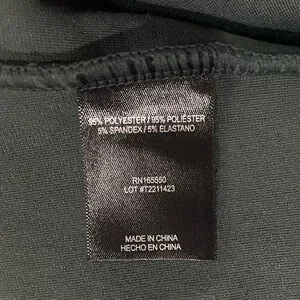 95% POLYESTER / 95% POLIÉSTER
5% SPANDEX / 5% ELASTANO
RN165550
LOT #T2211423
MADE IN CHINA
HECHO EN CHINA